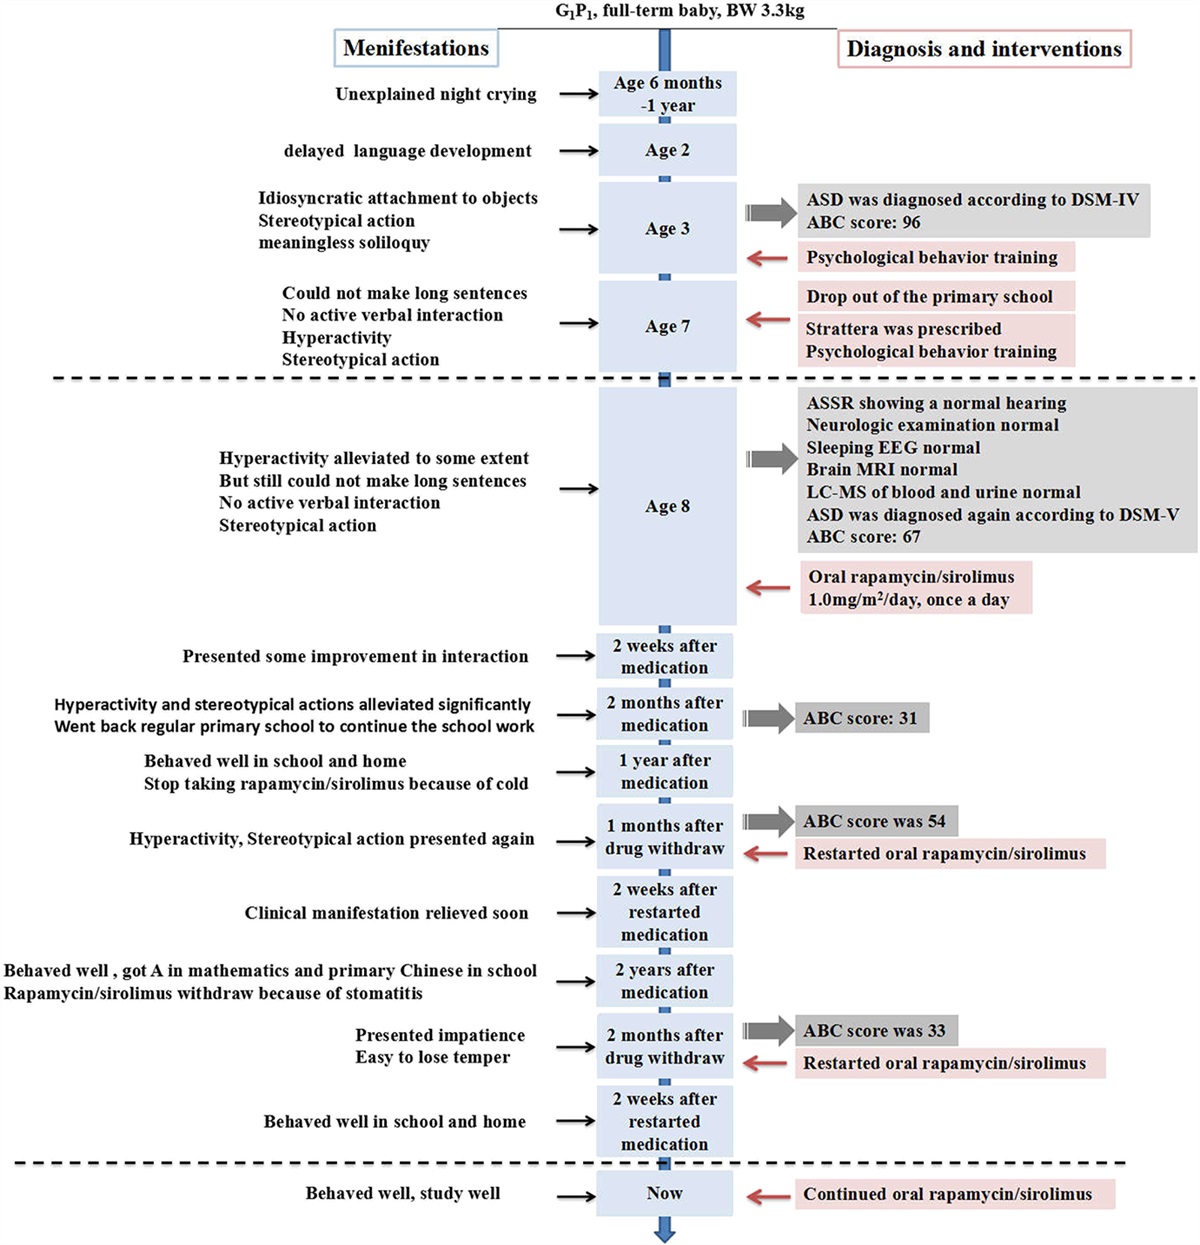 G1P1, full-term baby, BW 3.3kg
Menifestations
Diagnosis and interventions
Unexplained night crying
Age 6 months
-1 year
delayed language development
Age 2
Idiosyncratic attachment to objects
Stereotypical action
meaningless soliloquy
Age 3
ASD was diagnosed according to DSM-IV
ABC score: 96
Psychological behavior training
Could not make long sentences
No active verbal interaction
Hyperactivity
Stereotypical action
Age 7
Drop out of the primary school
Strattera was prescribed
Psychological behavior training
Hyperactivity alleviated to some extent
But still could not make long sentences
No active verbal interaction
Stereotypical action
Age 8
ASSR showing a normal hearing
Neurologic examination normal
Sleeping EEG normal
Brain MRI normal
LC-MS of blood and urine normal
ASD was diagnosed again according to DSM-V
ABC score: 67
Oral rapamycin/sirolimus
1.0mg/m2/day, once a day
Presented some improvement in interaction
2 weeks after
medication
Hyperactivity and stereotypical actions alleviated significantly
Went back regular primary school to continue the school work
2 months after
medication
ABC score: 31
Behaved well in school and home
Stop taking rapamycin/sirolimus because of cold
1 year after
medication
Hyperactivity, Stereotypical action presented again
1 months after
drug withdraw
ABC score was 54
Restarted oral rapamycin/sirolimus
Clinical manifestation relieved soon
2 weeks after
restarted
medication
Behaved well , got A in mathematics and primary Chinese in school
Rapamycin/sirolimus withdraw because of stomatitis
2 years after
medication
Presented impatience
Easy to lose temper
2 months after
drug withdraw
ABC score was 33
Restarted oral rapamycin/sirolimus
Behaved well in school and home
2 weeks after
restarted
medication
Behaved well, study well
Now
Continued oral rapamycin/sirolimus